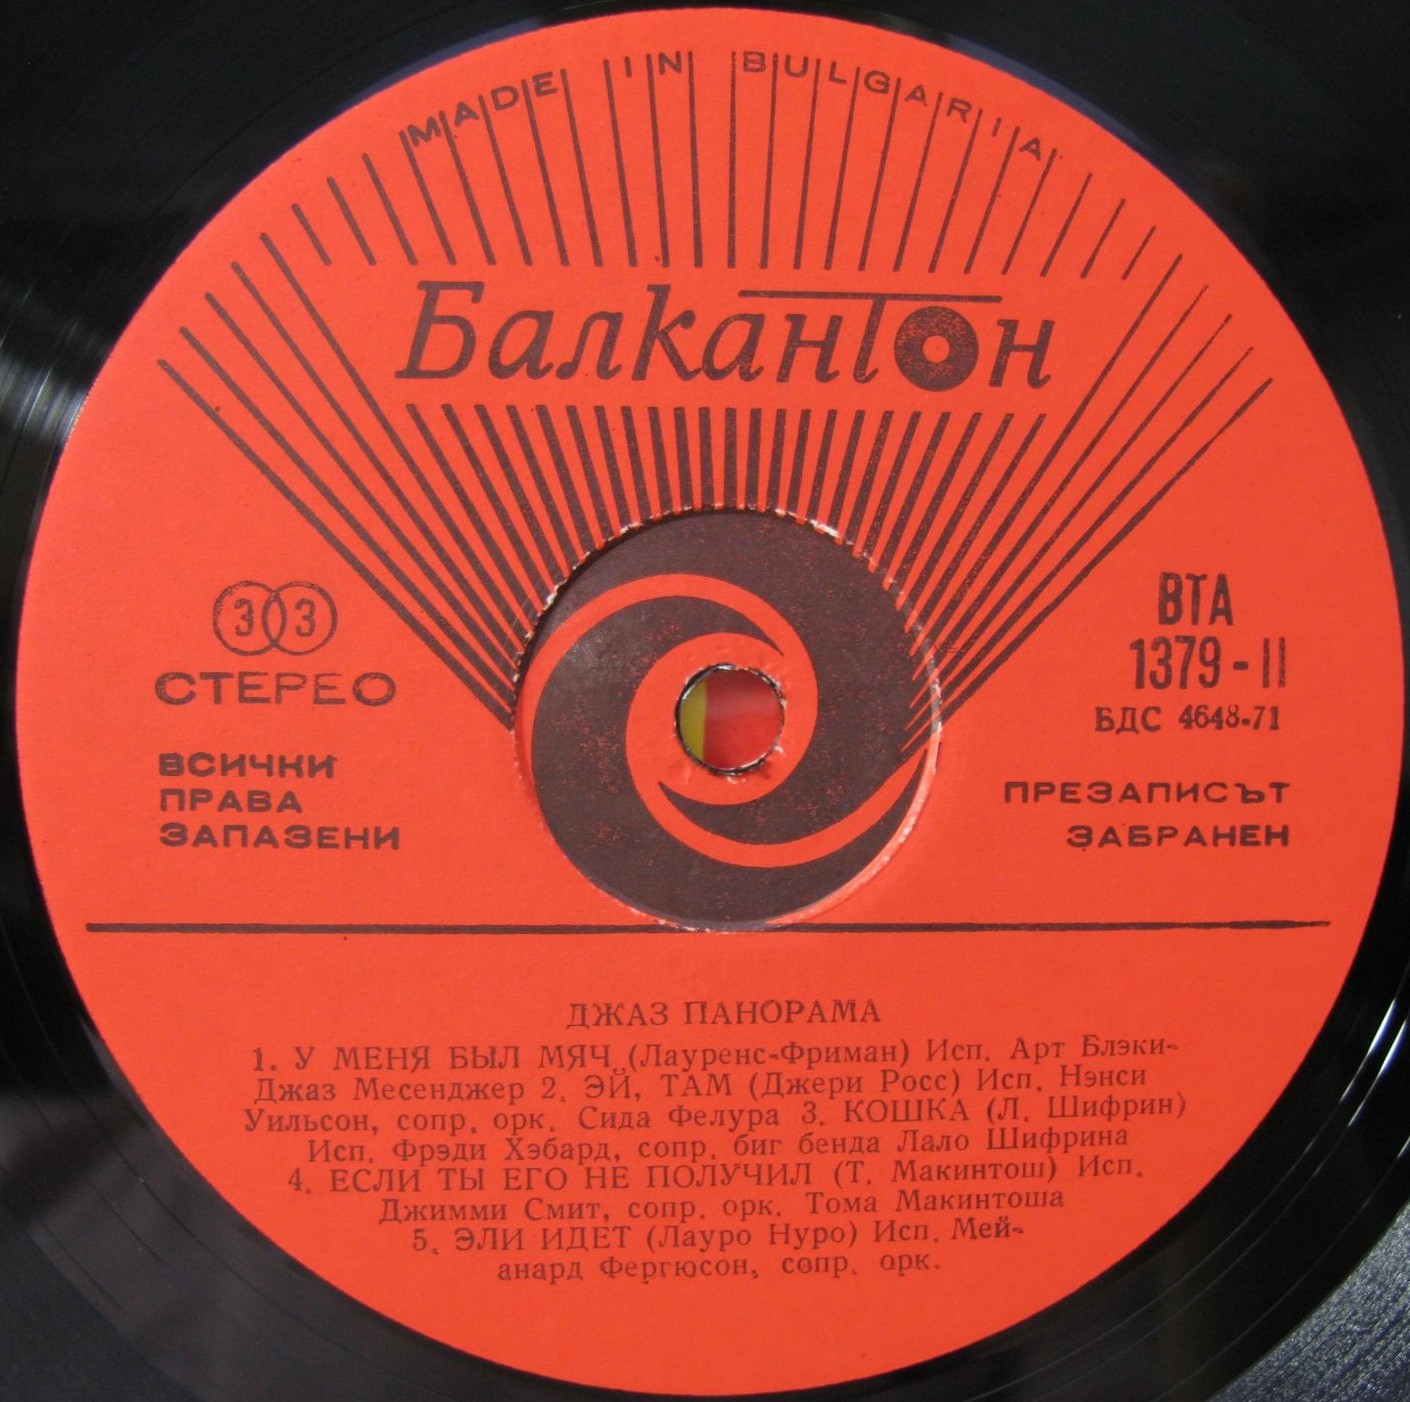 MADE IN BULGARIA
Балкантон
33
СТЕРЕО
ВСИЧКИ
ПРАВА
ЗАПАЗЕНИ
ВТА
1379-II
БДС 4648-71
ПРЕЗАПИСЪТ
ЗАБРАНЕН
ДЖАЗ ПАНОРАМА
1. У МЕНЯ БЫЛ МЯЧ (Лауренс-Фриман) Исп. Арт Блэки-
Джаз Месенджер 2. ЭЙ, ТАМ (Джери Росс) Исп. Нэнси
Уильсон, сопр. орк. Сида Фелура 3. КОШКА (Л. Шифрин)
Исп. Фрэди Хэбард, сопр. биг бенда Лало Шифрина
4. ЕСЛИ ТЫ ЕГО НЕ ПОЛУЧИЛ (Т. Макинтош) Исп.
Джимми Смит, сопр. орк. Тома Макинтоша
5. ЭЛИ ИДЕТ (Лауро Нуро) Исп. Мей-
анард Фергюсон, сопр. орк.